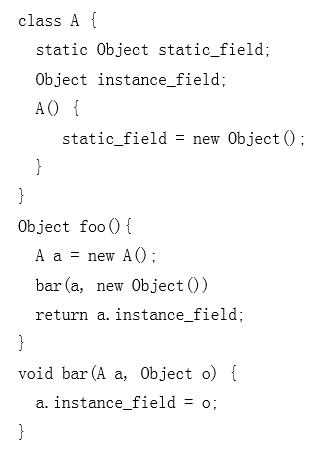 class A {
static Object static_field;
Object instance_field;
A() {
static_field = new Object();
}
}
Object foo(){
A a = new A();
bar(a, new Object())
return a.instance_field;
}
void bar(A a, Object o) {
a.instance_field = o;
}